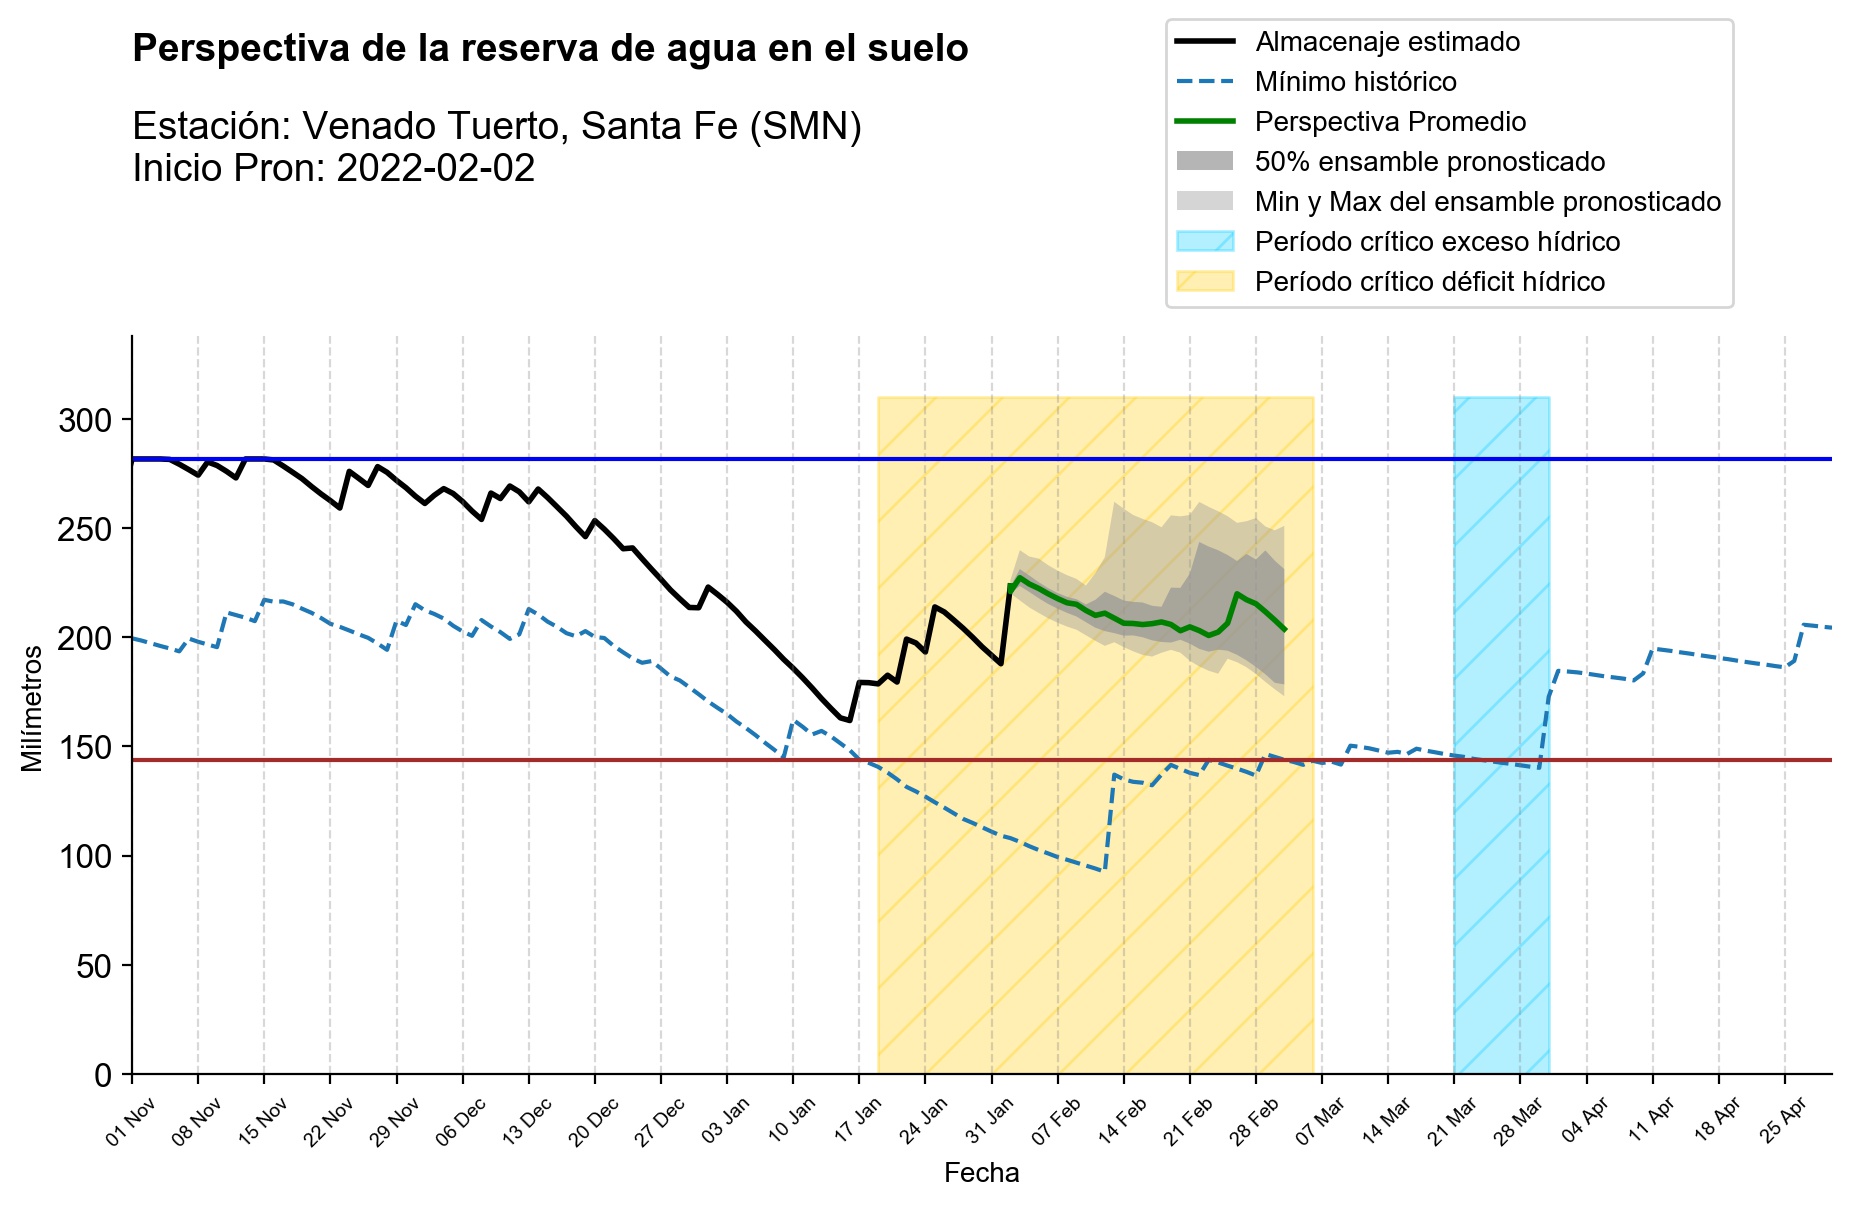 Perspectiva de la reserva de agua en el suelo
Estación: Venado Tuerto, Santa Fe (SMN)
Inicio Pron: 2022-02-02
Almacenaje estimado
Mínimo histórico
Perspectiva Promedio
50% ensamble pronosticado
Min y Max del ensamble pronosticado
Período crítico exceso hídrico
Período crítico déficit hídrico
Milímetros
300
250
200
150
100
50
0
01 Nov
08 Nov
15 Nov
22 Nov
29 Nov
06 Dec
13 Dec
20 Dec
27 Dec
03 Jan
10 Jan
17 Jan
24 Jan
31 Jan
07 Feb
14 Feb
21 Feb
28 Feb
07 Mar
14 Mar
21 Mar
28 Mar
04 Apr
11 Apr
18 Apr
25 Apr
Fecha